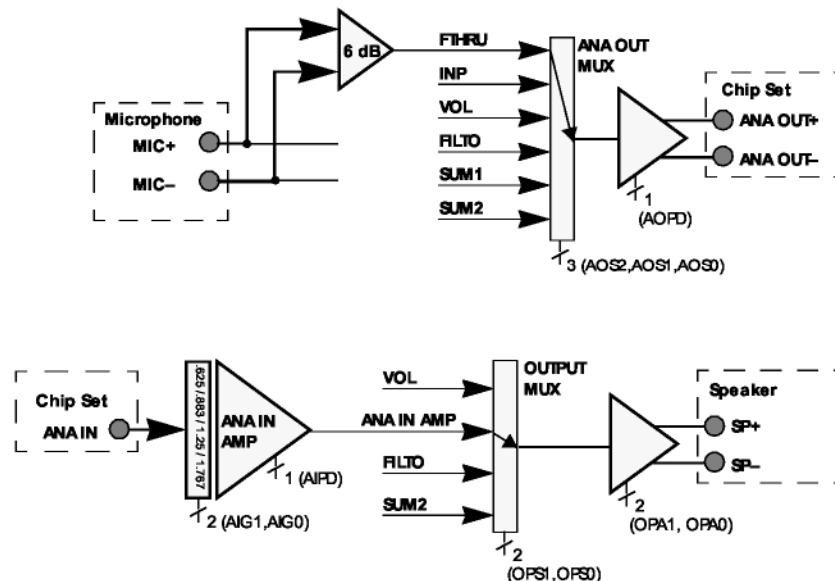 6 dB
FTHRU
ANA OUT
MUX
INP
Chip Set
VOL
ANA OUT+
Microphone
MIC+
FILTO
ANA OUT–
MIC–
SUM1
1
(AOPD)
SUM2
3 (AOS2,AOS1,AOS0)
OUTPUT
MUX
VOL
Speaker
Chip Set
.625 /.883 / 1.25 / 1.767
ANA IN
AMP
ANA IN AMP
ANA IN
SP+
FILTO
SP–
1 (AIPD)
2
(OPA1, OPA0)
SUM2
2 (AIG1,AIG0)
2
(OPS1,OPS0)